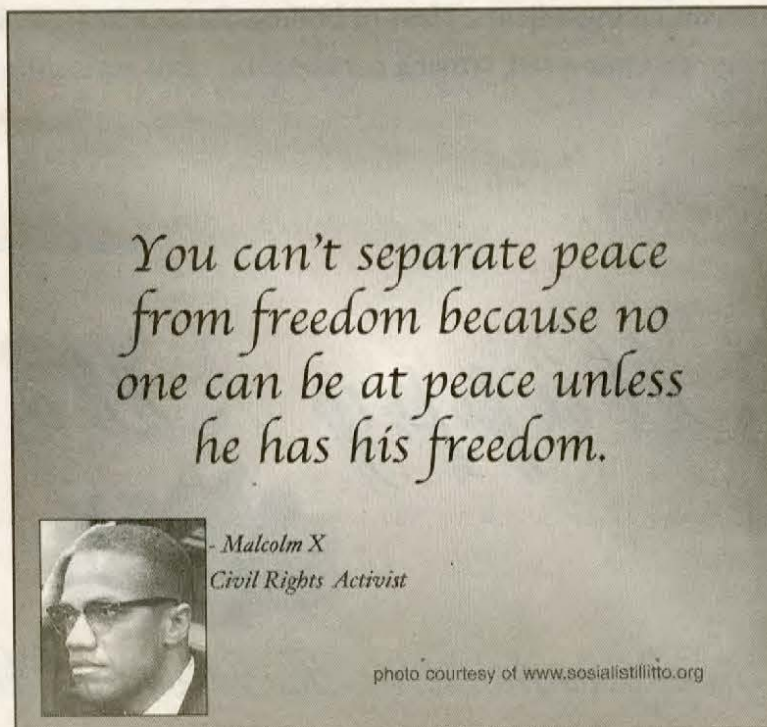 You can't separate peace
from freedom because no
one can be at peace unless
he has his freedom.
- Malcolm X
Civil Rights Activist
photo courtesy of www.sosialistiliitto.org